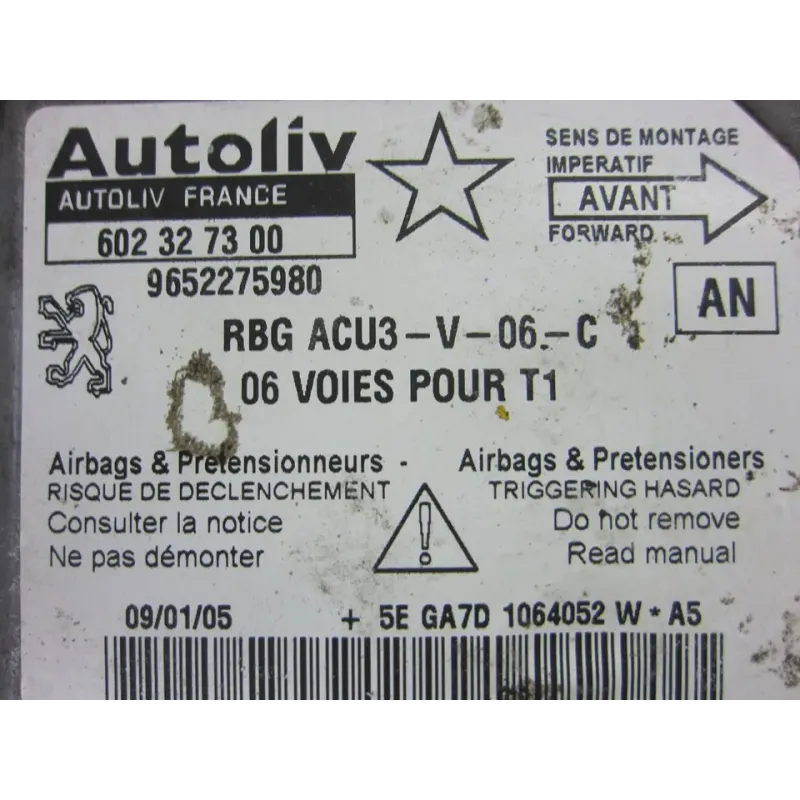 Autoliv
AUTOLIV FRANCE
602 32 73 00
9652275980
SENS DE MONTAGE
IMPERATIF
AVANT
FORWARD
AN
RBG ACU3-V-06-C
06 VOIES POUR T1
Airbags & Pretensionneurs -
RISQUE DE DECLENCHEMENT
Consulter la notice
Ne pas démonter
!
Airbags & Pretensioners
TRIGGERING HASARD
Do not remove
Read manual
09/01/05 + 5E GA7D 1064052 W * A5